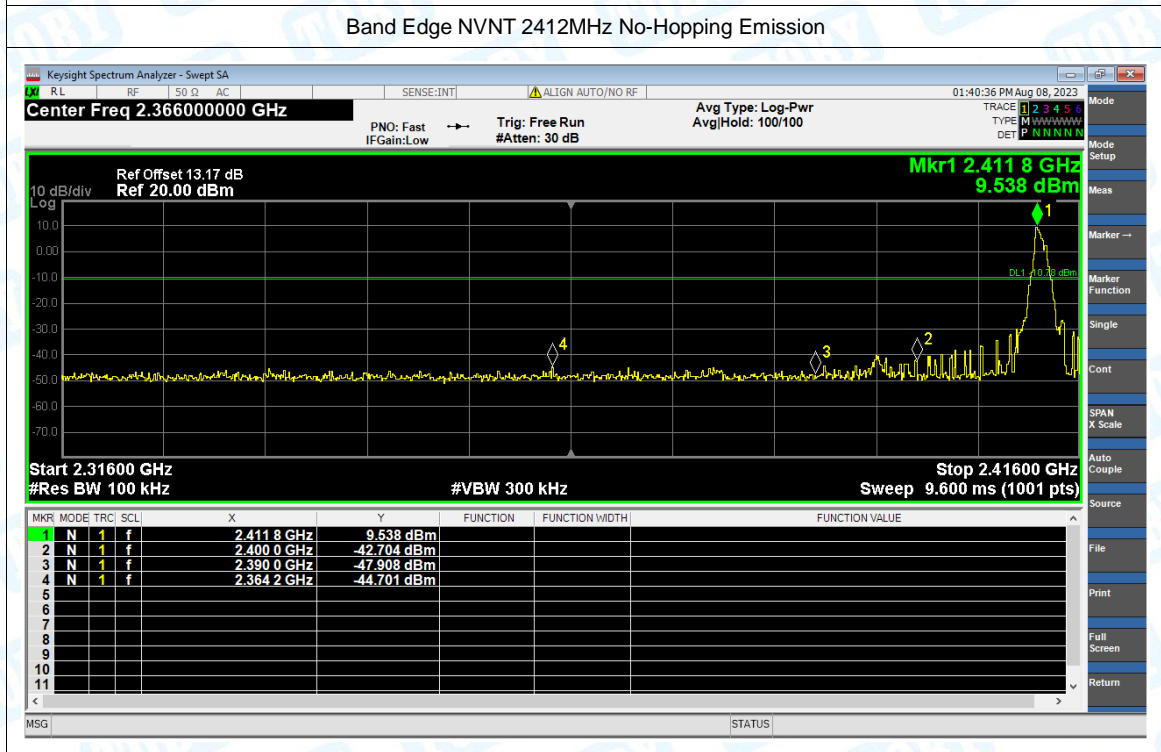 Band Edge NVNT 2412MHz No-Hopping Emission
Keysight Spectrum Analyzer - Swept SA
LXI RL RF 50 Ω AC SENSE:INT ALIGN AUTO/NO RF 01:40:36 PM Aug 08, 2023
Center Freq 2.366000000 GHz
PNO: Fast
IFGain:Low
Trig: Free Run
#Atten: 30 dB
Avg Type: Log-Pwr
Avg|Hold: 100/100
TRACE 1 2 3 4 5 6
TYPE M WWWWW
DET P N N N N N
Mkr1 2.411 8 GHz
9.538 dBm
Ref Offset 13.17 dB
10 dB/div Ref 20.00 dBm
Log
10.0
0.00
-10.0
-20.0
-30.0
-40.0
-50.0
-60.0
-70.0
1
DL1 -10.78 dBm
2
3
4
Start 2.31600 GHz
Stop 2.41600 GHz
#Res BW 100 kHz #VBW 300 kHz Sweep 9.600 ms (1001 pts)
MKR MODE TRC SCL X Y FUNCTION FUNCTION WIDTH FUNCTION VALUE
1 N 1 f 2.411 8 GHz 9.538 dBm
2 N 1 f 2.400 0 GHz -42.704 dBm
3 N 1 f 2.390 0 GHz -47.908 dBm
4 N 1 f 2.364 2 GHz -44.701 dBm
5
6
7
8
9
10
11
MSG STATUS
Mode
Mode
Setup
Meas
Marker→
Marker
Function
Single
Cont
SPAN
X Scale
Auto
Couple
Source
File
Print
Full
Screen
Return